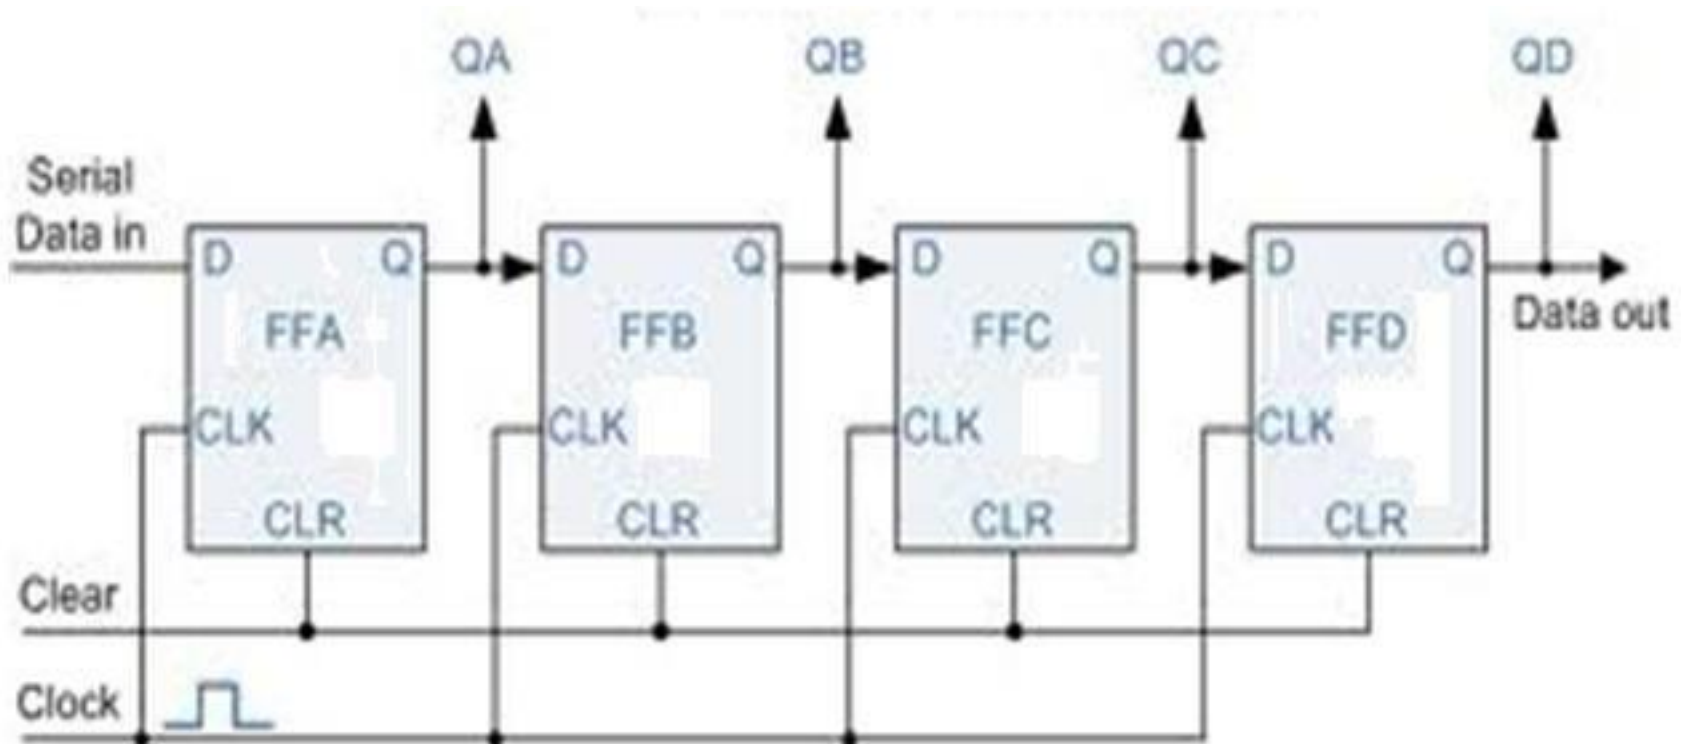 QA QB QC QD
Serial
Data in
D Q D Q D Q D Q
Data out
FFA FFB FFC FFD
CLK CLK CLK CLK
CLR CLR CLR CLR
Clear
Clock